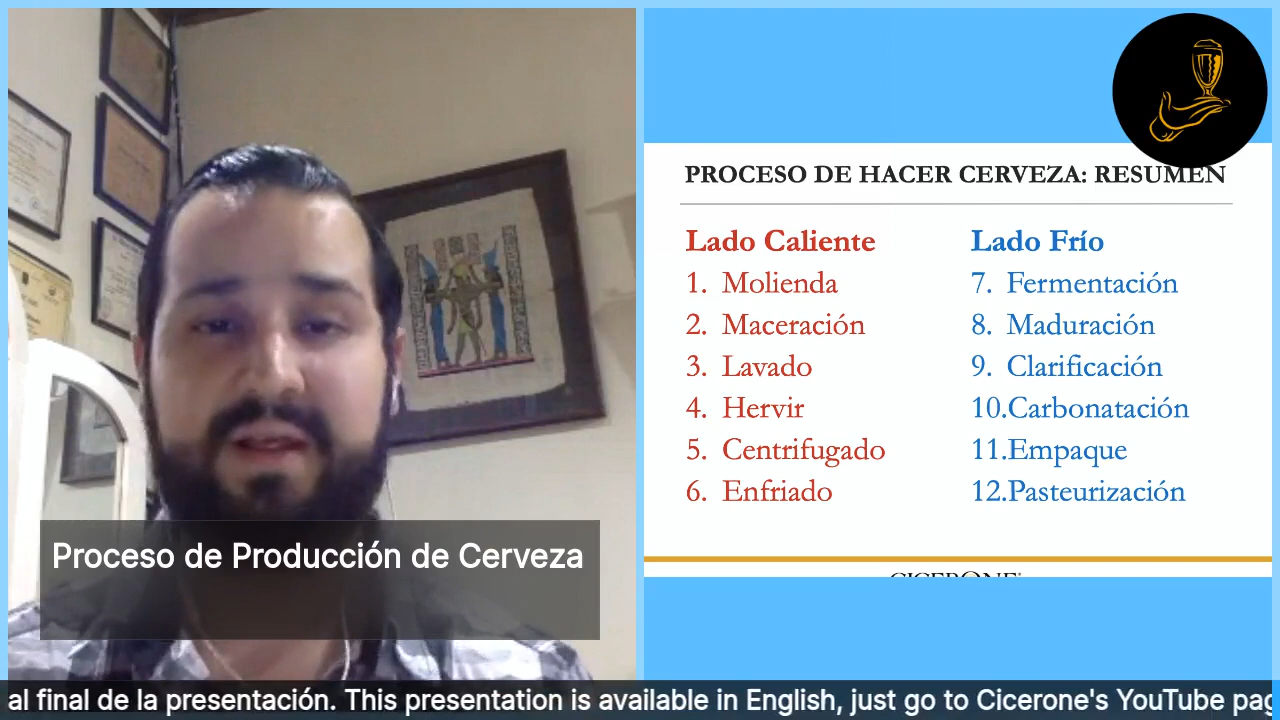 PROCESO DE HACER CERVEZA: RESUMEN
Lado Caliente
1. Molienda
2. Maceración
3. Lavado
4. Hervir
5. Centrifugado
6. Enfriado
Lado Frío
7. Fermentación
8. Maduración
9. Clarificación
10.Carbonatación
11.Empaque
12.Pasteurización
CICERONE
Proceso de Producción de Cerveza
al final de la presentación. This presentation is available in English, just go to Cicerone's YouTube pag